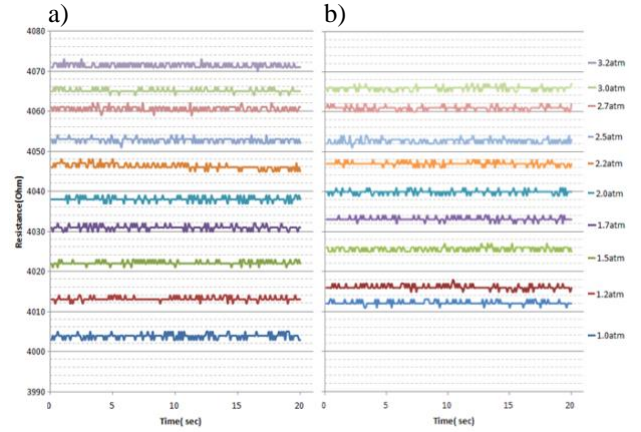 a) b)
4080
4070
4060
4050
4040
4030
4020
4010
4000
3990
Resistance(Ohm)
0 5 10 15 20
Time( sec)
0 5 10 15 20
Time( sec)
3.2atm
3.0atm
2.7atm
2.5atm
2.2atm
2.0atm
1.7atm
1.5atm
1.2atm
1.0atm